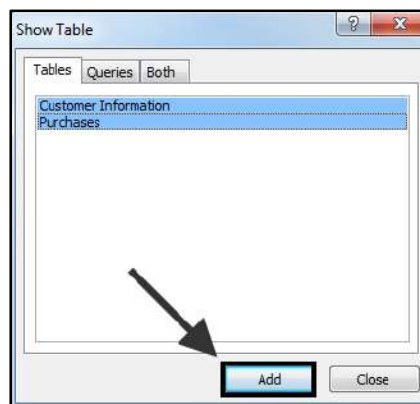 Show Table
?
Tables Queries Both
Customer Information
Purchases
Add Close